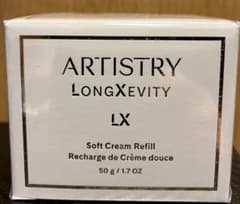 ARTISTRY
LONGXEVITY
LX
Soft Cream Refill
Recharge de Crème douce
50 g / 1.7 OZ